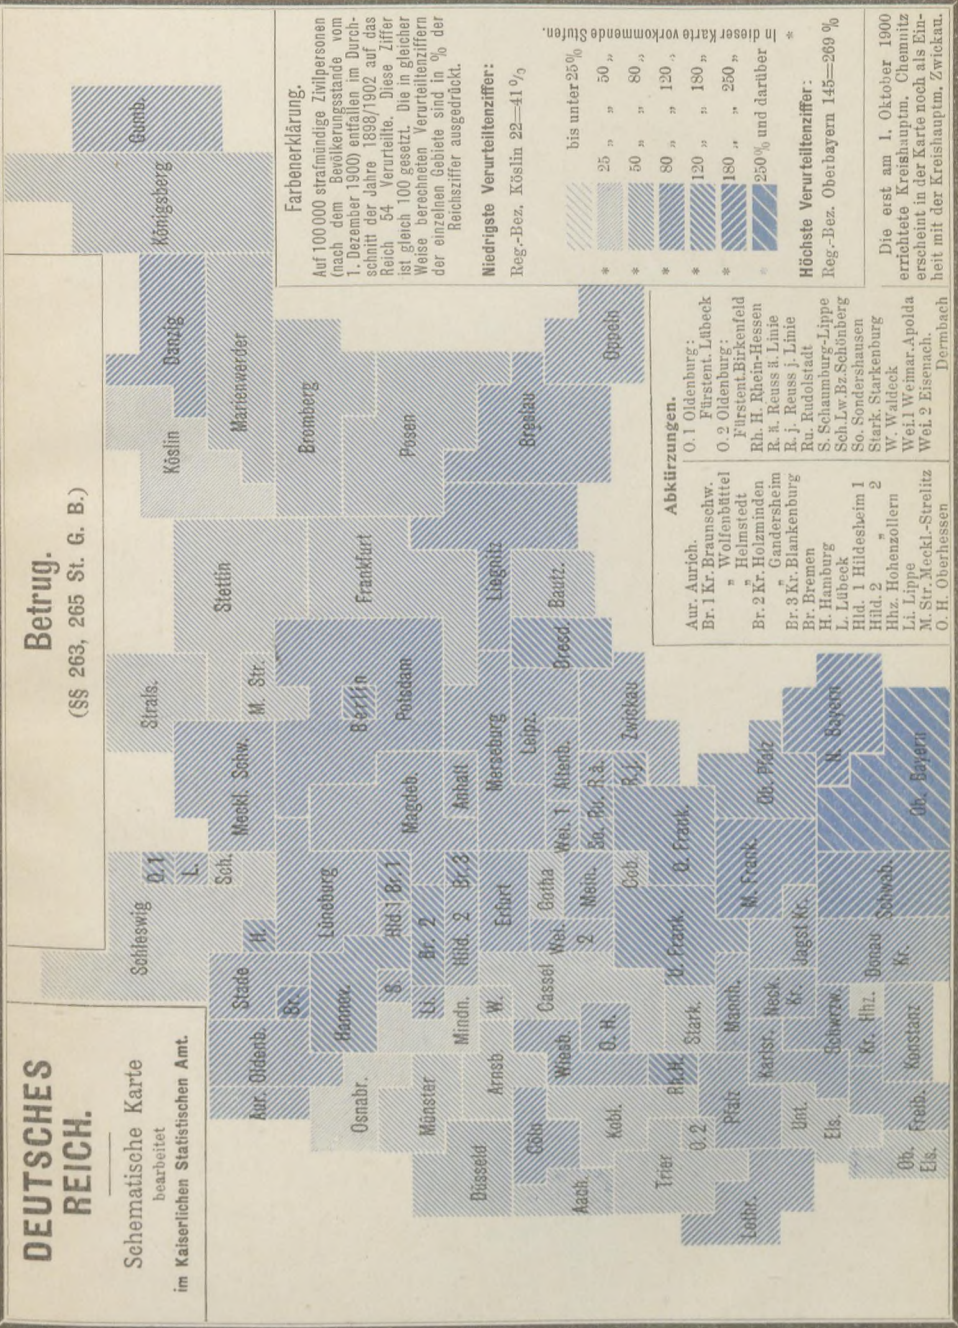 DEUTSCHES
REICH.
Schematische Karte
bearbeitet
im Kaiserlichen Statistischen Amt.
Betrug.
(§§ 263, 265 St. G. B.)
Farbenerklärung.
Auf 100000 strafmündige Zivilpersonen
(nach dem Bevölkerungsstande vom
1. Dezember 1900) entfallen im Durch-
schnitt der Jahre 1898/1902 auf das
Reich 54 Verurteilte. Diese Ziffer
ist gleich 100 gesetzt. Die in gleicher
Weise berechneten Verurteiltenziffern
der einzelnen Gebiete sind in % der
Reichsziffer ausgedrückt.
Niedrigste Verurteiltenziffer:
Reg.-Bez. Köslin 22=41%
bis unter 25%
* 25 „ „ 50 „
* 50 „ „ 80 „
* 80 „ „ 120 „
* 120 „ „ 180 „
* 180 „ „ 250 „
* 250% und darüber
* In dieser Karte vorkommende Stufen.
Höchste Verurteiltenziffer:
Reg.-Bez. Oberbayern 145=269 %
Die erst am 1. Oktober 1900
errichtete Kreishauptm. Chemnitz
erscheint in der Karte noch als Ein-
heit mit der Kreishauptm. Zwickau.
Abkürzungen.
Aur. Aurich.
Br. 1 Kr. Braunschw.
„ Wolfenbüttel
„ Helmstedt
Br. 2 Kr. Holzminden
„ Gandersheim
Br. 3 Kr. Blankenburg
Br. Bremen
H. Hamburg
L. Lübeck
Hld. 1 Hildesheim 1
Hild. 2 „ 2
Hhz. Hohenzollern
Li. Lippe
M. Str. Meckl.-Strelitz
O. H. Oberhessen
O. 1 Oldenburg:
Fürstent. Lübeck
O. 2 Oldenburg:
Fürstent. Birkenfeld
Rh. H. Rhein-Hessen
R. ä. Reuss ä. Linie
R. j. Reuss j. Linie
Ru. Rudolstadt
S. Schaumburg-Lippe
Sch. Lw. Bz. Schönberg
So. Sondershausen
Stark. Starkenburg
W. Waldeck
Wei. 1 Weimar. Apolda
Wei. 2 Eisenach.
Dermbach
Schleswig
O. 1
L.
Sch.
H.
Strals.
Stettin
Köslin
Danzig
Königsberg
Gumb.
Meckl. Schw.
M. Str.
Marienwerder
Stade
Br.
Aur.
Oldenb.
Lüneburg
Berlin
Potsdam
Frankfurt
Bromberg
Posen
Osnabr.
Hannov.
S.
Hld 1
Br. 1
Magdeb.
Münster
Mindn.
Li.
Br. 2
Hild. 2
Br. 3
Anhalt
Düsseld
Arnsb
W.
Erfurt
Merseburg
Liegnitz
Breslau
Oppeln
Cöln
Cassel
Wei.
2
Gotha
Wei. 1
Altenb.
Leipz.
Dresd
Bautz.
Aach.
Wiesb.
O. H.
Mein.
So.
Ru.
R. ä.
R. j.
Zwickau
Kobl.
Cob.
Trier
O. 2.
Rh. H.
Stark.
U. Frank.
O. Frank.
Pfalz
Mannh.
M. Frank.
Ob. Pfalz
Lothr.
Unt.
Els.
Karlsr.
Neck.
Kr.
Jagst Kr.
N. Bayern
N.
Schwrzw.
Kr.
Hhz.
Donau
Kr.
Schwab.
Ob. Bayern
Ob.
Els.
Freib.
Konstanz